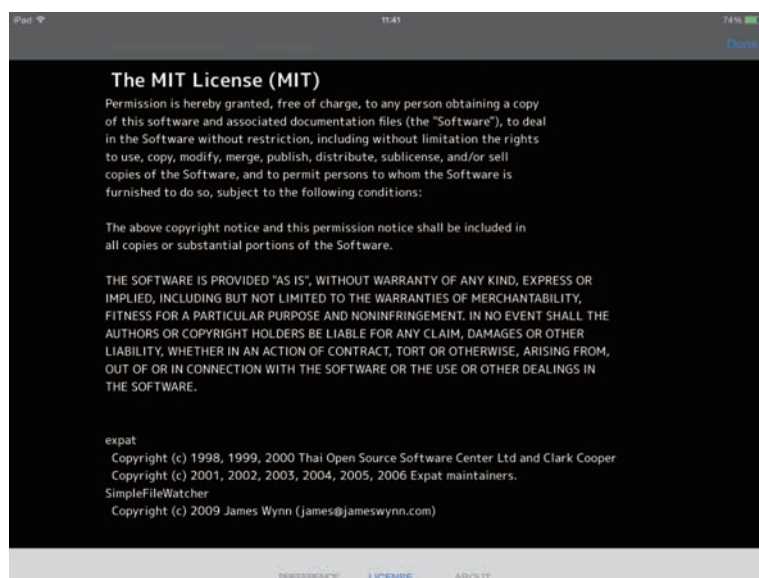 iPad 11:41 74%
Done
The MIT License (MIT)
Permission is hereby granted, free of charge, to any person obtaining a copy
of this software and associated documentation files (the "Software"), to deal
in the Software without restriction, including without limitation the rights
to use, copy, modify, merge, publish, distribute, sublicense, and/or sell
copies of the Software, and to permit persons to whom the Software is
furnished to do so, subject to the following conditions:
The above copyright notice and this permission notice shall be included in
all copies or substantial portions of the Software.
THE SOFTWARE IS PROVIDED "AS IS", WITHOUT WARRANTY OF ANY KIND, EXPRESS OR
IMPLIED, INCLUDING BUT NOT LIMITED TO THE WARRANTIES OF MERCHANTABILITY,
FITNESS FOR A PARTICULAR PURPOSE AND NONINFRINGEMENT. IN NO EVENT SHALL THE
AUTHORS OR COPYRIGHT HOLDERS BE LIABLE FOR ANY CLAIM, DAMAGES OR OTHER
LIABILITY, WHETHER IN AN ACTION OF CONTRACT, TORT OR OTHERWISE, ARISING FROM,
OUT OF OR IN CONNECTION WITH THE SOFTWARE OR THE USE OR OTHER DEALINGS IN
THE SOFTWARE.
expat
Copyright (c) 1998, 1999, 2000 Thai Open Source Software Center Ltd and Clark Cooper
Copyright (c) 2001, 2002, 2003, 2004, 2005, 2006 Expat maintainers.
SimpleFileWatcher
Copyright (c) 2009 James Wynn (james@jameswynn.com)
PREFERENCE LICENSE ABOUT